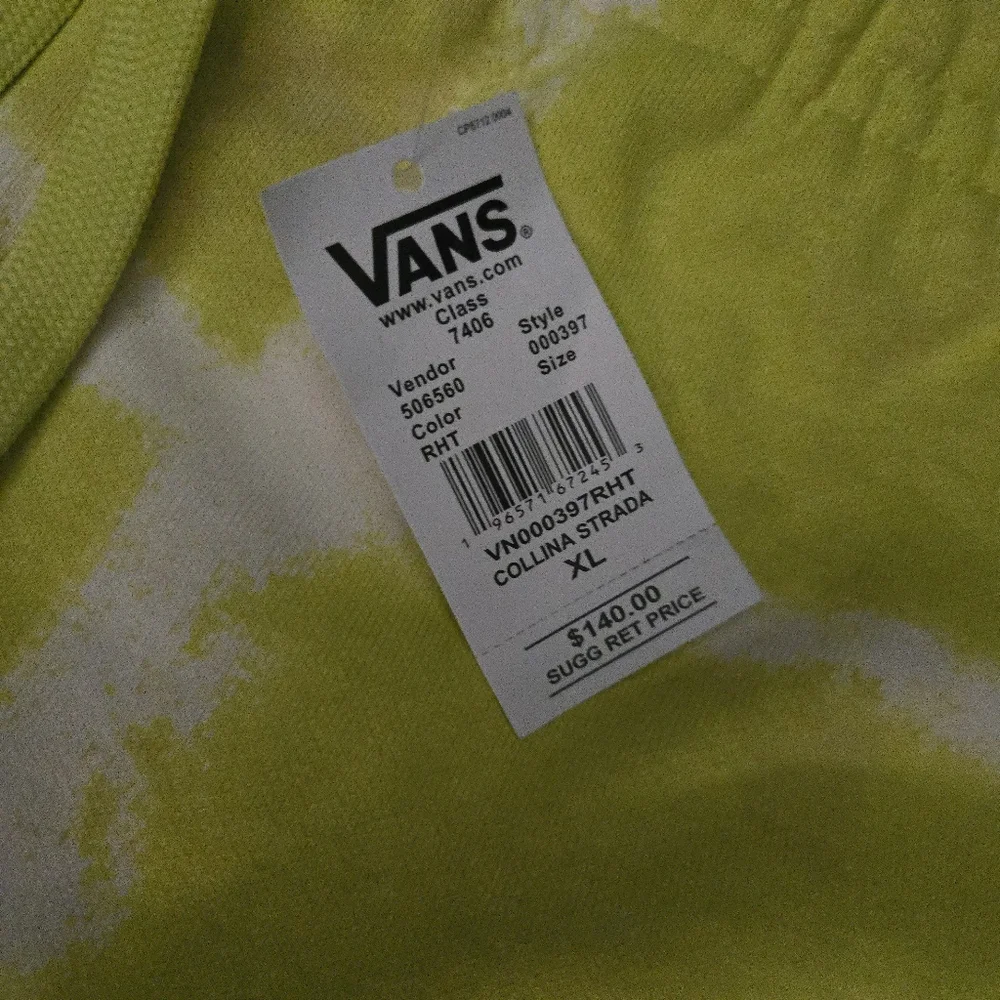 CP5712 0004
VANS®
www.vans.com
Class
7406
Style
000397
Size
Vendor
506560
Color
RHT
1 96571 67245 3
VN000397RHT
COLLINA STRADA
XL
$140.00
SUGG RET PRICE